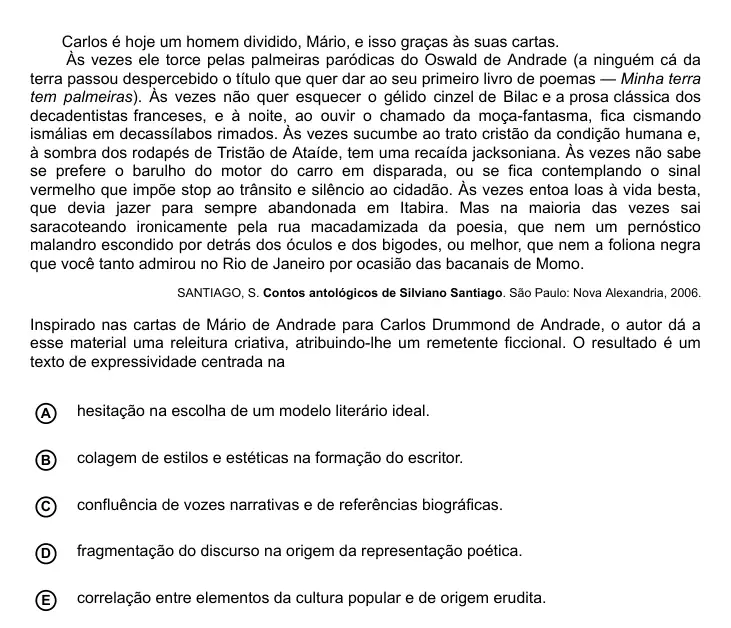 Carlos é hoje um homem dividido, Mário, e isso graças às suas cartas.
Às vezes ele torce pelas palmeiras paródicas do Oswald de Andrade (a ninguém cá da
terra passou despercebido o título que quer dar ao seu primeiro livro de poemas — Minha terra
tem palmeiras). Às vezes não quer esquecer o gélido cinzel de Bilac e a prosa clássica dos
decadentistas franceses, e à noite, ao ouvir o chamado da moça-fantasma, fica cismando
ismálias em decassílabos rimados. Às vezes sucumbe ao trato cristão da condição humana e,
à sombra dos rodapés de Tristão de Ataíde, tem uma recaída jacksoniana. Às vezes não sabe
se prefere o barulho do motor do carro em disparada, ou se fica contemplando o sinal
vermelho que impõe stop ao trânsito e silêncio ao cidadão. Às vezes entoa loas à vida besta,
que devia jazer para sempre abandonada em Itabira. Mas na maioria das vezes sai
saracoteando ironicamente pela rua macadamizada da poesia, que nem um pernóstico
malandro escondido por detrás dos óculos e dos bigodes, ou melhor, que nem a foliona negra
que você tanto admirou no Rio de Janeiro por ocasião das bacanais de Momo.
SANTIAGO, S. Contos antológicos de Silviano Santiago. São Paulo: Nova Alexandria, 2006.
Inspirado nas cartas de Mário de Andrade para Carlos Drummond de Andrade, o autor dá a
esse material uma releitura criativa, atribuindo-lhe um remetente ficcional. O resultado é um
texto de expressividade centrada na
A hesitação na escolha de um modelo literário ideal.
B colagem de estilos e estéticas na formação do escritor.
C confluência de vozes narrativas e de referências biográficas.
D fragmentação do discurso na origem da representação poética.
E correlação entre elementos da cultura popular e de origem erudita.